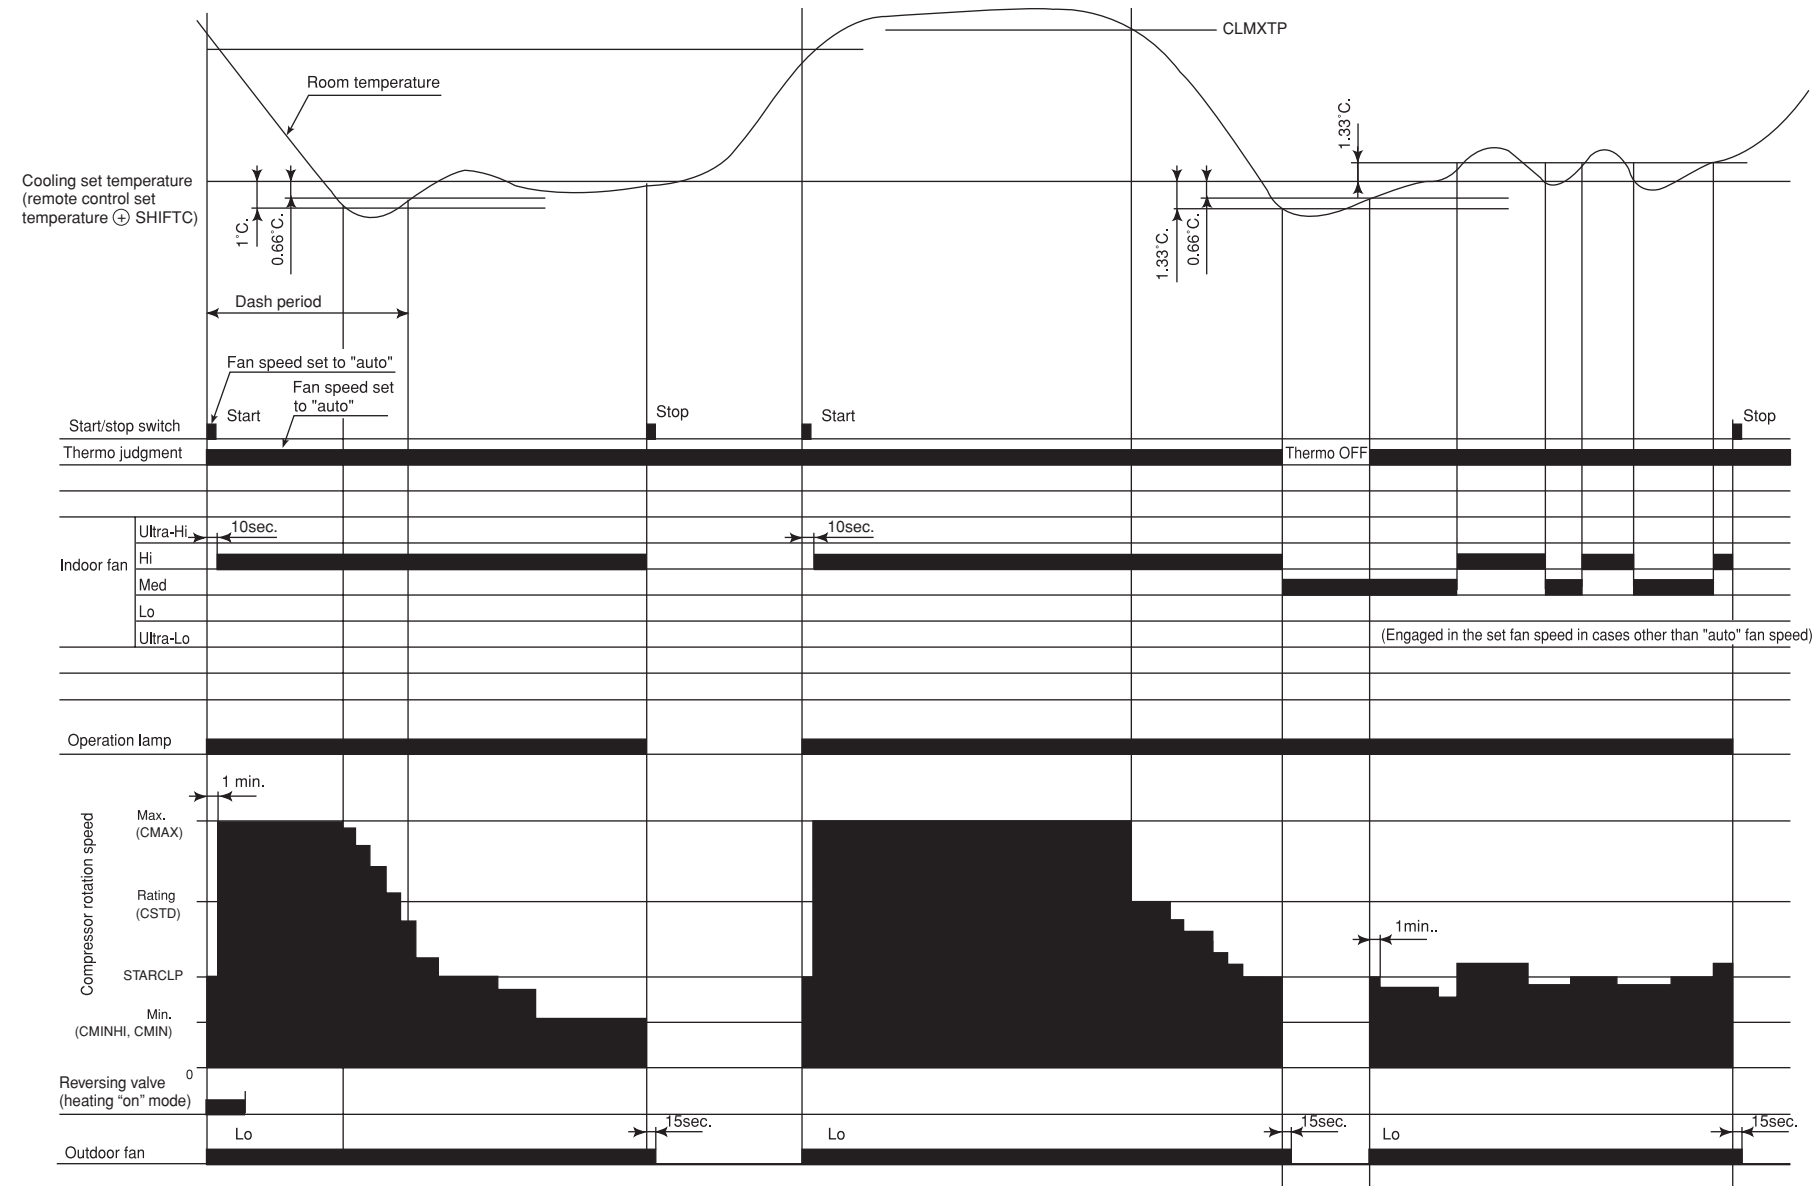 CLMXTP
Room temperature
1.33˚C.
Cooling set temperature
(remote control set
temperature ⊕ SHIFTC)
1˚C.
0.66˚C.
1.33˚C.
0.66˚C.
Dash period
Fan speed set to "auto"
Fan speed set
to "auto"
Start/stop switch
Start
Stop
Start
Stop
Thermo judgment
Thermo OFF
Indoor fan
Ultra-Hi
10sec.
10sec.
Hi
Med
Lo
Ultra-Lo
(Engaged in the set fan speed in cases other than "auto" fan speed)
Operation lamp
1 min.
Compressor rotation speed
Max.
(CMAX)
Rating
(CSTD)
1min..
STARCLP
Min.
(CMINHI, CMIN)
0
Reversing valve
(heating “on” mode)
Lo
15sec.
Lo
15sec.
Lo
15sec.
Outdoor fan